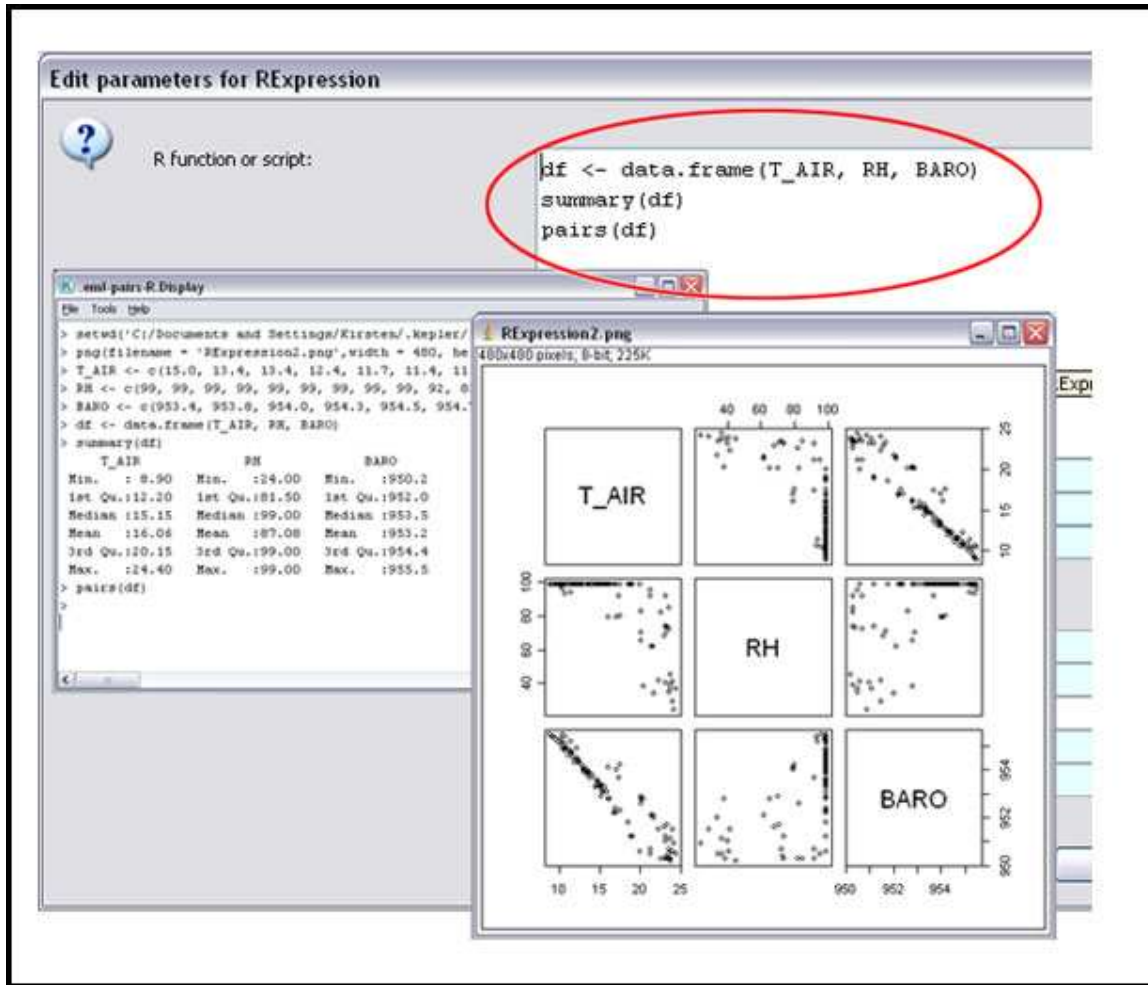 Edit parameters for RExpression
R function or script:
df <- data.frame(T_AIR, RH, BARO)
summary(df)
pairs(df)
eml-pairs-R.Display
File Tools Help
> setwd('C:/Documents and Settings/Kirsten/.kepler/
> png(filename = 'RExpression2.png',width = 480, he
> T_AIR <- c(15.0, 13.4, 13.4, 12.4, 11.7, 11.4, 11
> RH <- c(99, 99, 99, 99, 99, 99, 99, 99, 99, 92, 8
> BARO <- c(953.4, 953.8, 954.0, 954.3, 954.5, 954.
> df <- data.frame(T_AIR, RH, BARO)
> summary(df)
T_AIR RH BARO
Min. : 8.90 Min. :24.00 Min. :950.2
1st Qu.:12.20 1st Qu.:81.50 1st Qu.:952.0
Median :15.15 Median :99.00 Median :953.5
Mean :16.06 Mean :87.08 Mean :953.2
3rd Qu.:20.15 3rd Qu.:99.00 3rd Qu.:954.4
Max. :24.40 Max. :99.00 Max. :955.5
> pairs(df)
>
RExpression2.png
480x480 pixels; 8-bit; 225K
.Expr
40 60 80 100
T_AIR
10 15 20 25
40 60 80 100
RH
BARO
950 952 954
10 15 20 25
950 952 954